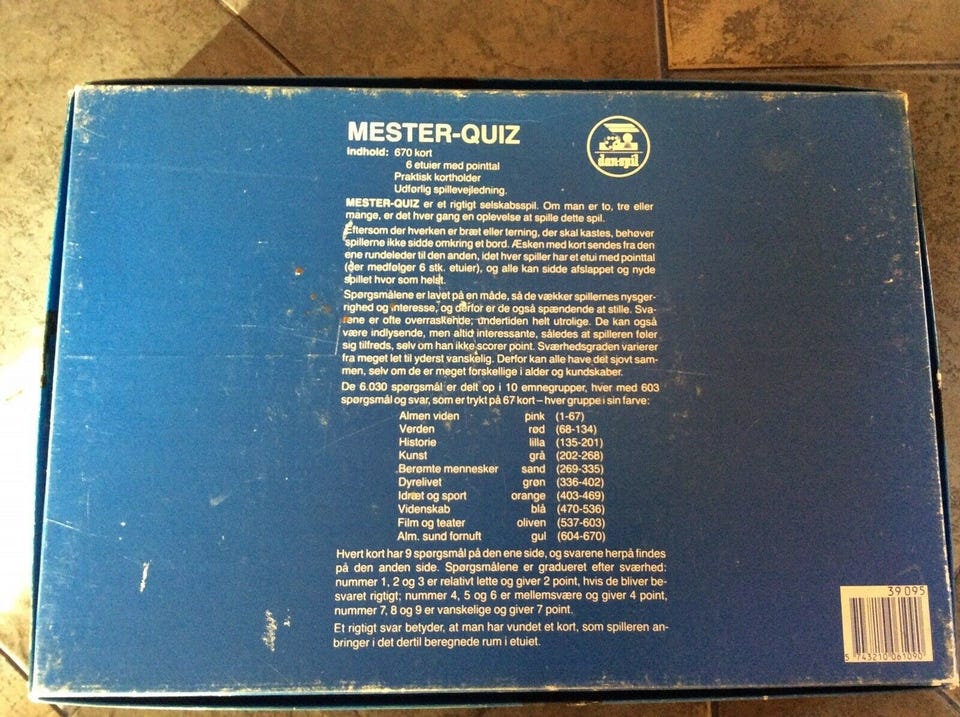 MESTER-QUIZ
Indhold: 670 kort
6 etuier med pointtal
Praktisk kortholder
Udførlig spillevejledning.
dan-spil
MESTER-QUIZ er et rigtigt selskabsspil. Om man er to, tre eller
mange, er det hver gang en oplevelse at spille dette spil.
Eftersom der hverken er bræt eller terning, der skal kastes, behøver
spillerne ikke sidde omkring et bord. Æsken med kort sendes fra den
ene rundeleder til den anden, idet hver spiller har et etui med pointtal
(der medfølger 6 stk. etuier), og alle kan sidde afslappet og nyde
spillet hvor som helst.
Spørgsmålene er lavet på en måde, så de vækker spillernes nysger-
righed og interesse, og derfor er de også spændende at stille. Sva-
rene er ofte overraskende; undertiden helt utrolige. De kan også
være indlysende, men altid interessante, således at spilleren føler
sig tilfreds, selv om han ikke scorer point. Sværhedsgraden varierer
fra meget let til yderst vanskelig. Derfor kan alle have det sjovt sam-
men, selv om de er meget forskellige i alder og kundskaber.
De 6.030 spørgsmål er delt op i 10 emnegrupper, hver med 603
spørgsmål og svar, som er trykt på 67 kort – hver gruppe i sin farve:
Almen viden pink (1-67)
Verden rød (68-134)
Historie lilla (135-201)
Kunst grå (202-268)
Berømte mennesker sand (269-335)
Dyrelivet grøn (336-402)
Idræt og sport orange (403-469)
Videnskab blå (470-536)
Film og teater oliven (537-603)
Alm. sund fornuft gul (604-670)
Hvert kort har 9 spørgsmål på den ene side, og svarene herpå findes
på den anden side. Spørgsmålene er gradueret efter sværhed:
nummer 1, 2 og 3 er relativt lette og giver 2 point, hvis de bliver be-
svaret rigtigt; nummer 4, 5 og 6 er mellemsvære og giver 4 point,
nummer 7, 8 og 9 er vanskelige og giver 7 point.
Et rigtigt svar betyder, at man har vundet et kort, som spilleren an-
bringer i det dertil beregnede rum i etuiet.
39 095
5 743210 061090